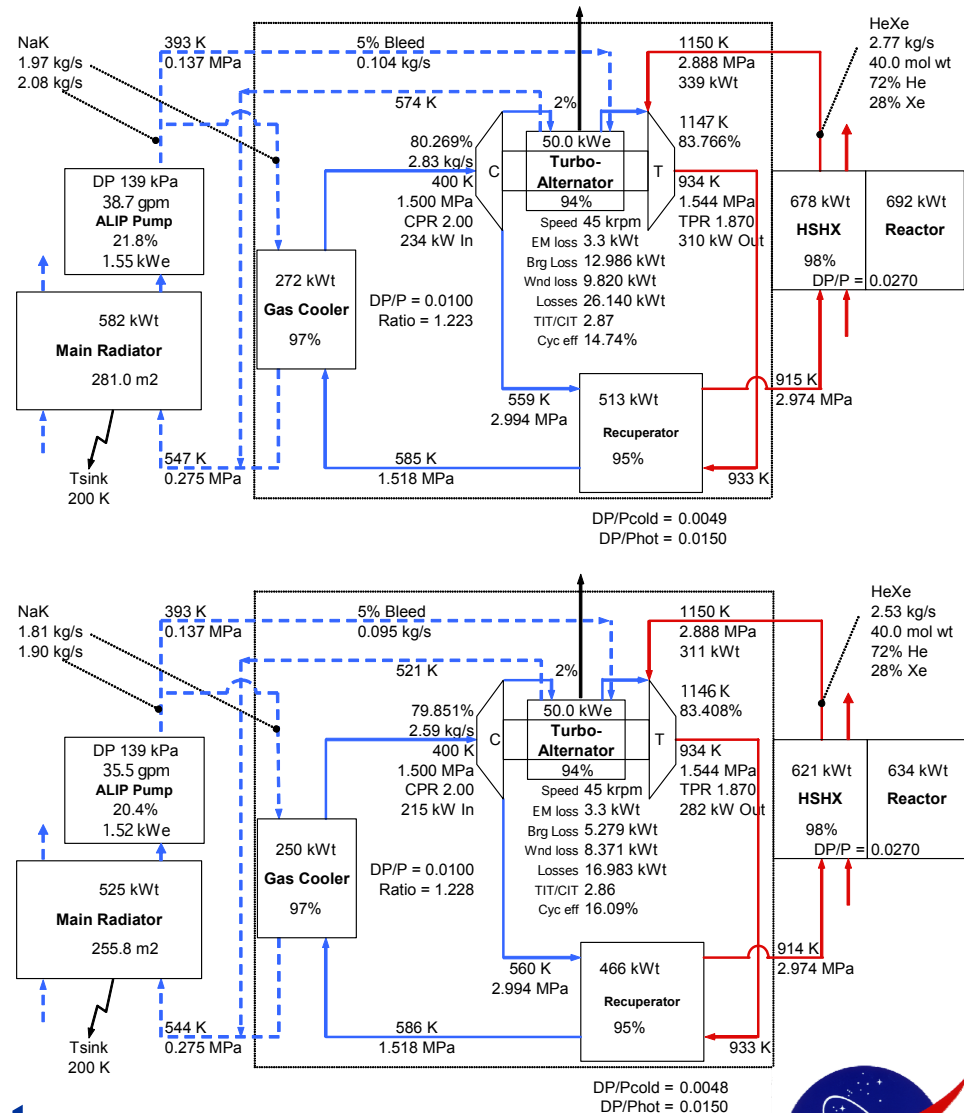 NaK
1.97 kg/s
2.08 kg/s
393 K
0.137 MPa
5% Bleed
0.104 kg/s
574 K
2%
1150 K
2.888 MPa
339 kWt
HeXe
2.77 kg/s
40.0 mol wt
72% He
28% Xe
DP 139 kPa
38.7 gpm
ALIP Pump
21.8%
1.55 kWe
80.269%
2.83 kg/s
400 K
1.500 MPa
CPR 2.00
234 kW In
C
50.0 kWe
Turbo-
Alternator
94%
T
1147 K
83.766%
934 K
1.544 MPa
TPR 1.870
310 kW Out
Speed 45 krpm
EM loss 3.3 kWt
Brg Loss 12.986 kWt
Wnd loss 9.820 kWt
Losses 26.140 kWt
TIT/CIT 2.87
Cyc eff 14.74%
678 kWt
HSHX
98%
DP/P = 0.0270
692 kWt
Reactor
582 kWt
Main Radiator
281.0 m2
272 kWt
Gas Cooler
97%
DP/P = 0.0100
Ratio = 1.223
559 K
2.994 MPa
513 kWt
Recuperator
95%
915 K
2.974 MPa
547 K
0.275 MPa
585 K
1.518 MPa
933 K
Tsink
200 K
DP/Pcold = 0.0049
DP/Phot = 0.0150
NaK
1.81 kg/s
1.90 kg/s
393 K
0.137 MPa
5% Bleed
0.095 kg/s
521 K
2%
1150 K
2.888 MPa
311 kWt
HeXe
2.53 kg/s
40.0 mol wt
72% He
28% Xe
DP 139 kPa
35.5 gpm
ALIP Pump
20.4%
1.52 kWe
79.851%
2.59 kg/s
400 K
1.500 MPa
CPR 2.00
215 kW In
C
50.0 kWe
Turbo-
Alternator
94%
T
1146 K
83.408%
934 K
1.544 MPa
TPR 1.870
282 kW Out
Speed 45 krpm
EM loss 3.3 kWt
Brg Loss 5.279 kWt
Wnd loss 8.371 kWt
Losses 16.983 kWt
TIT/CIT 2.86
Cyc eff 16.09%
621 kWt
HSHX
98%
DP/P = 0.0270
634 kWt
Reactor
525 kWt
Main Radiator
255.8 m2
250 kWt
Gas Cooler
97%
DP/P = 0.0100
Ratio = 1.228
560 K
2.994 MPa
466 kWt
Recuperator
95%
914 K
2.974 MPa
544 K
0.275 MPa
586 K
1.518 MPa
933 K
Tsink
200 K
DP/Pcold = 0.0048
DP/Phot = 0.0150